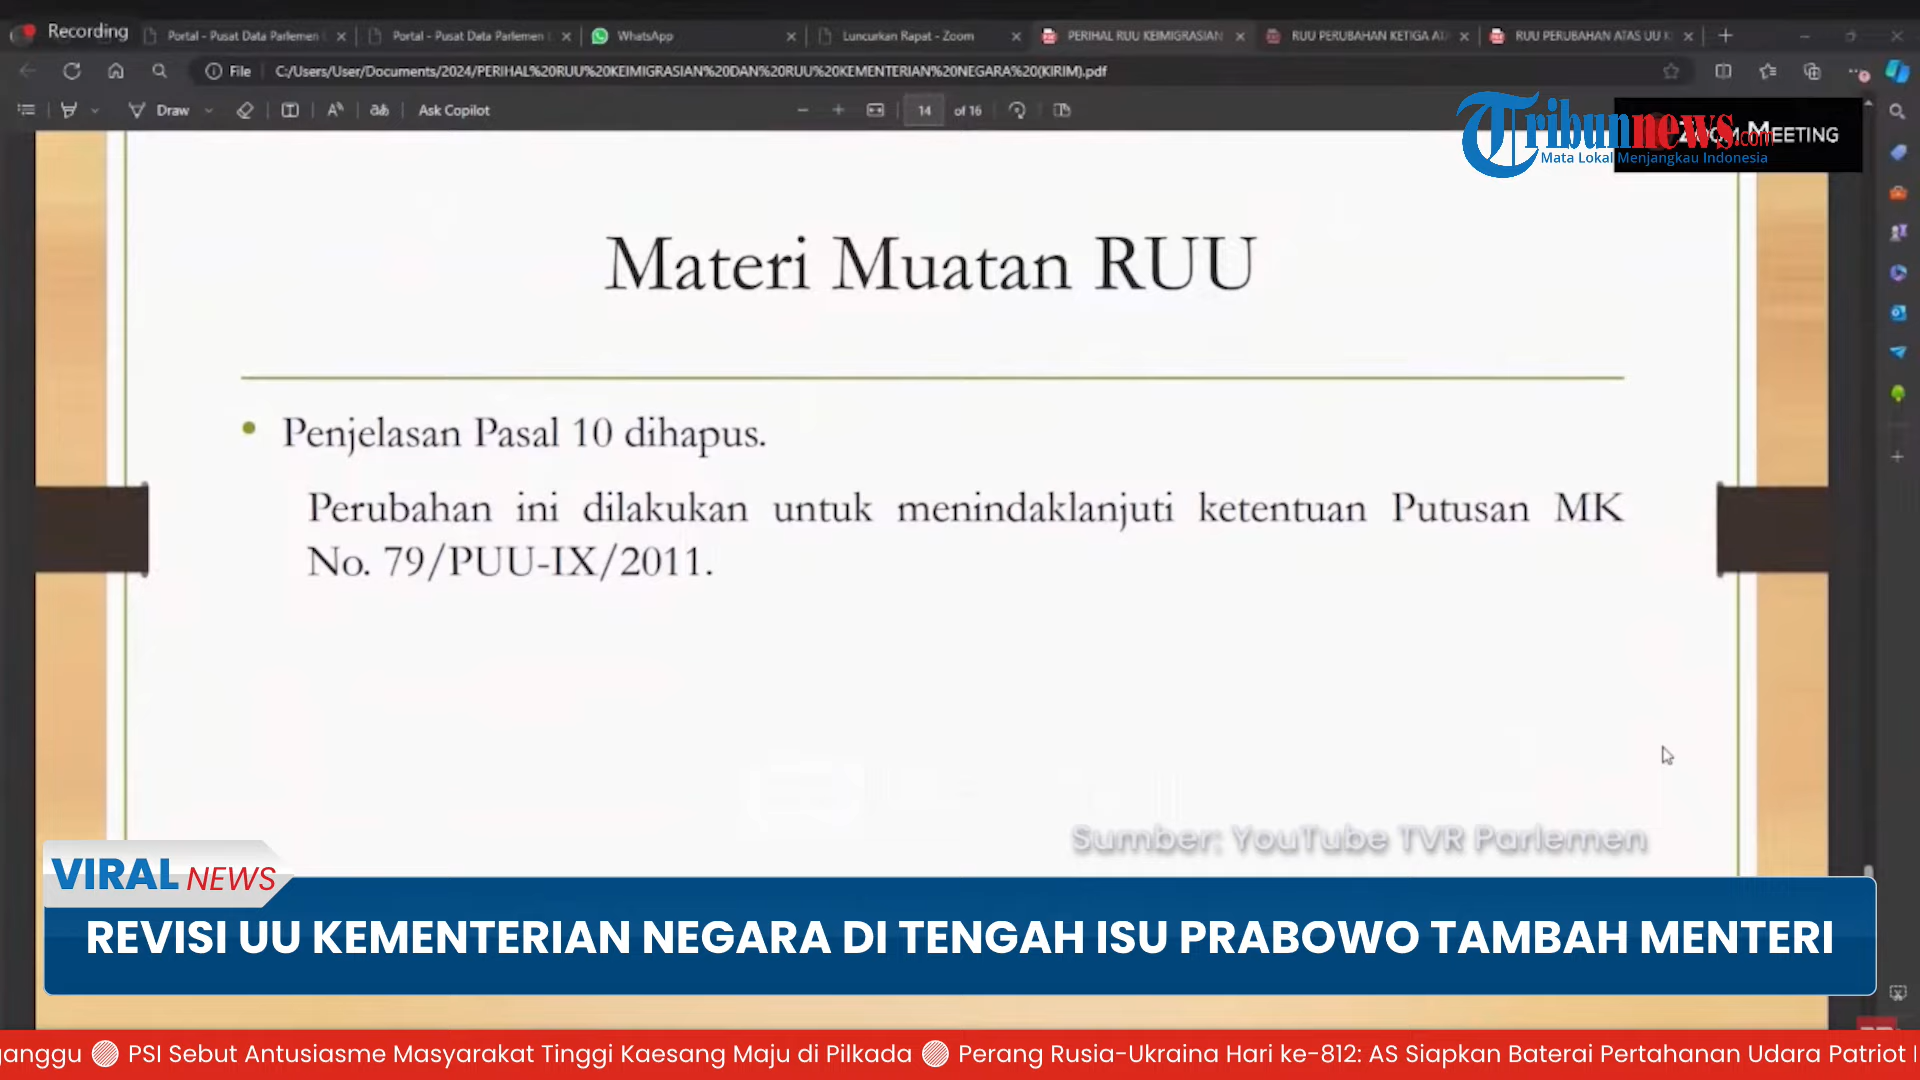 Recording
Portal - Pusat Data Parlemen
Portal - Pusat Data Parlemen
WhatsApp
Luncurkan Rapat - Zoom
PERIHAL RUU KEIMIGRASIAN
RUU PERUBAHAN KETIGA
RUU PERUBAHAN ATAS UU
File
C:/Users/User/Documents/2024/PERIHAL%20RUU%20KEIMIGRASIAN%20DAN%20RUU%20KEMENTERIAN%20NEGARA%20(KIRIM).pdf
Draw
Ask Copilot
14 of 16
Tribunnews.com
Mata Lokal Menjangkau Indonesia
ZOOM MEETING
Materi Muatan RUU
• Penjelasan Pasal 10 dihapus.
Perubahan ini dilakukan untuk menindaklanjuti ketentuan Putusan MK
No. 79/PUU-IX/2011.
Sumber: YouTube TVR Parlemen
VIRAL NEWS
REVISI UU KEMENTERIAN NEGARA DI TENGAH ISU PRABOWO TAMBAH MENTERI
ganggu PSI Sebut Antusiasme Masyarakat Tinggi Kaesang Maju di Pilkada Perang Rusia-Ukraina Hari ke-812: AS Siapkan Baterai Pertahanan Udara Patriot